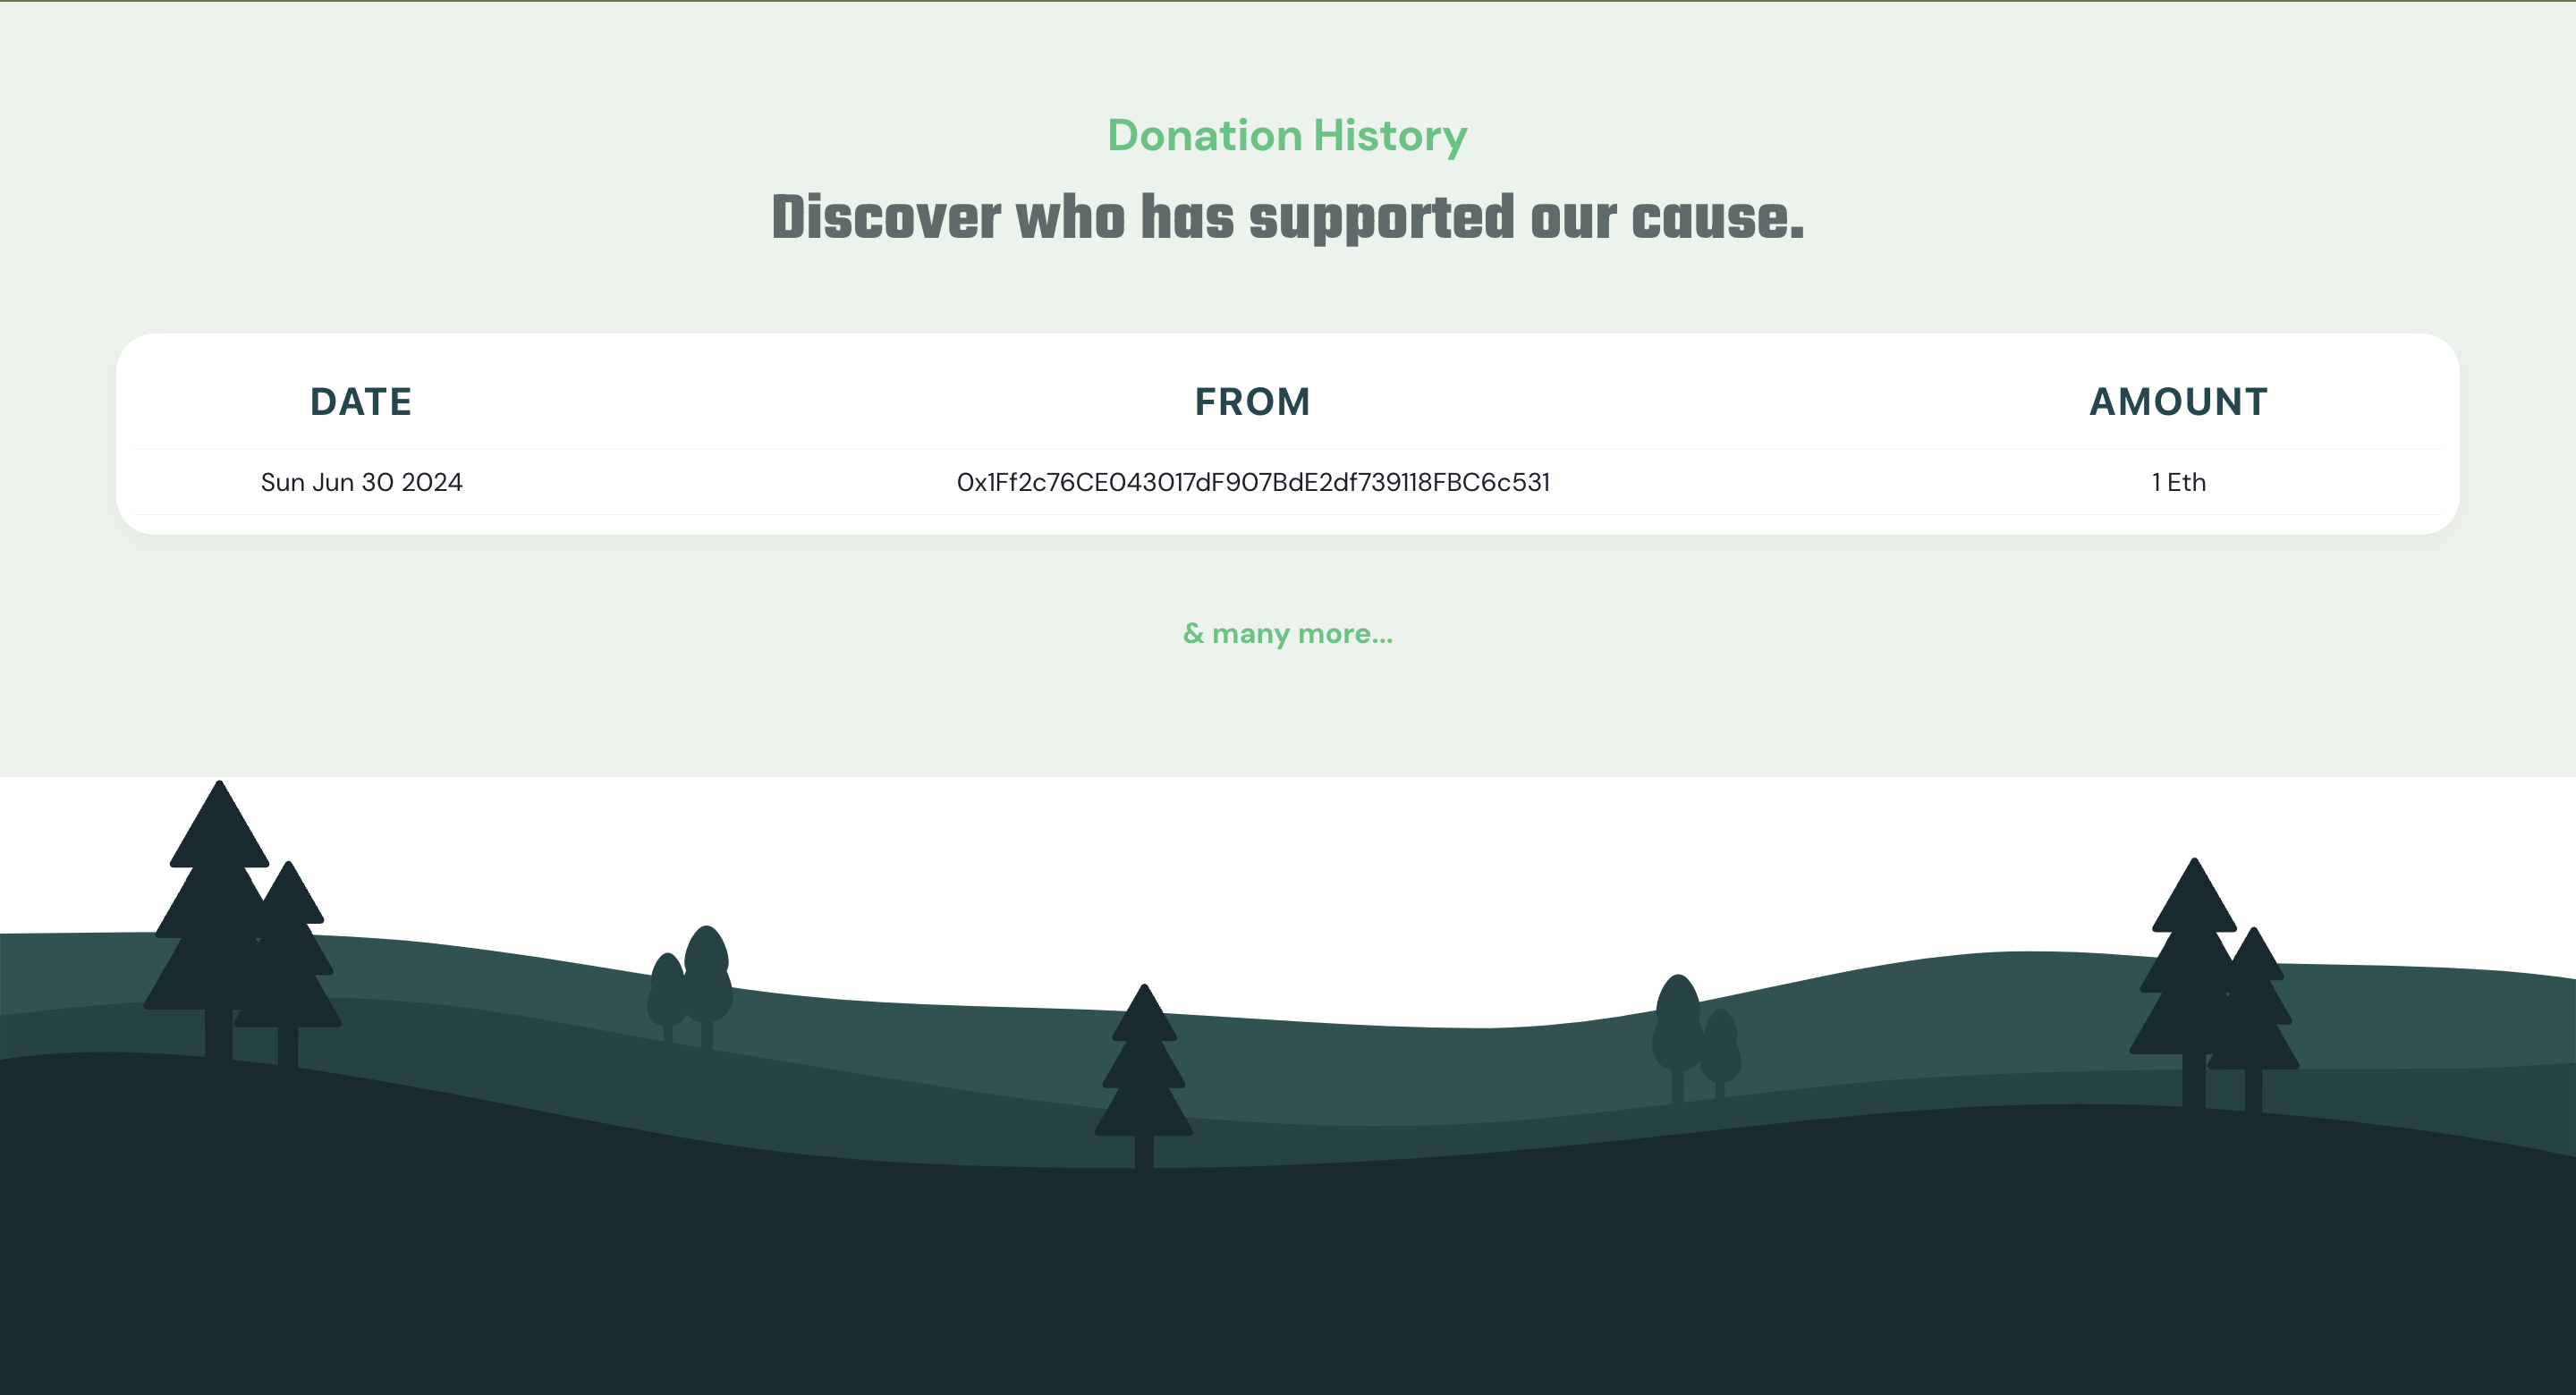 Donation History
Discover who has supported our cause.
DATE FROM AMOUNT
Sun Jun 30 2024 0x1Ff2c76CE043017dF907BdE2df739118FBC6c531 1 Eth
& many more...